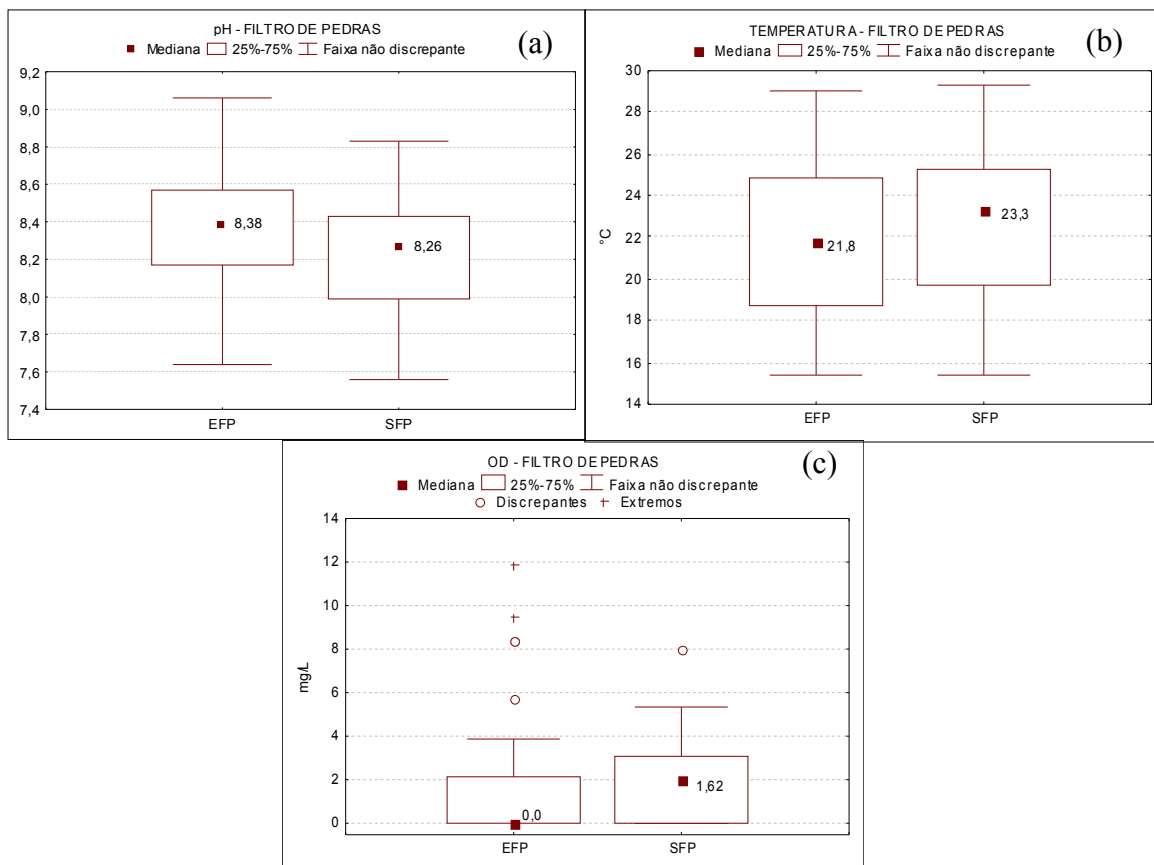 pH - FILTRO DE PEDRAS
Mediana 25%-75% Faixa não discrepante
(a)
9,2
9,0
8,8
8,6
8,4
8,2
8,0
7,8
7,6
7,4
8,38
8,26
EFP SFP
TEMPERATURA - FILTRO DE PEDRAS
Mediana 25%-75% Faixa não discrepante
(b)
°C
30
28
26
24
22
20
18
16
14
21,8
23,3
EFP SFP
OD - FILTRO DE PEDRAS
Mediana 25%-75% Faixa não discrepante
Discrepantes Extremos
(c)
mg/L
14
12
10
8
6
4
2
0
0,0
1,62
EFP SFP